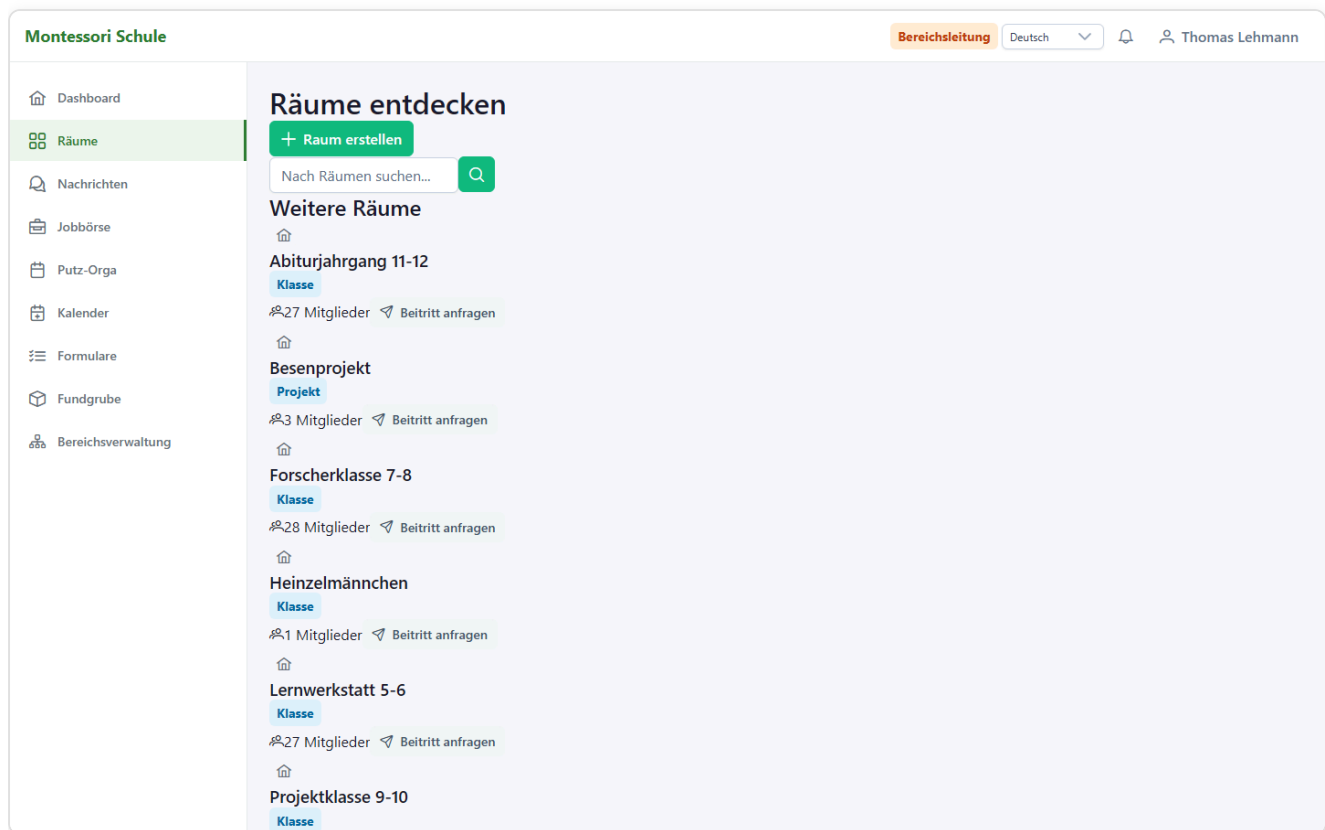 Montessori Schule
Bereichsleitung
Deutsch
Thomas Lehmann
Dashboard
Räume
Nachrichten
Jobbörse
Putz-Orga
Kalender
Formulare
Fundgrube
Bereichsverwaltung
Räume entdecken
Raum erstellen
Nach Räumen suchen...
Weitere Räume
Abiturjahrgang 11-12
Klasse
27 Mitglieder Beitritt anfragen
Besenprojekt
Projekt
3 Mitglieder Beitritt anfragen
Forscherklasse 7-8
Klasse
28 Mitglieder Beitritt anfragen
Heinzelmännchen
Klasse
1 Mitglieder Beitritt anfragen
Lernwerkstatt 5-6
Klasse
27 Mitglieder Beitritt anfragen
Projektklasse 9-10
Klasse